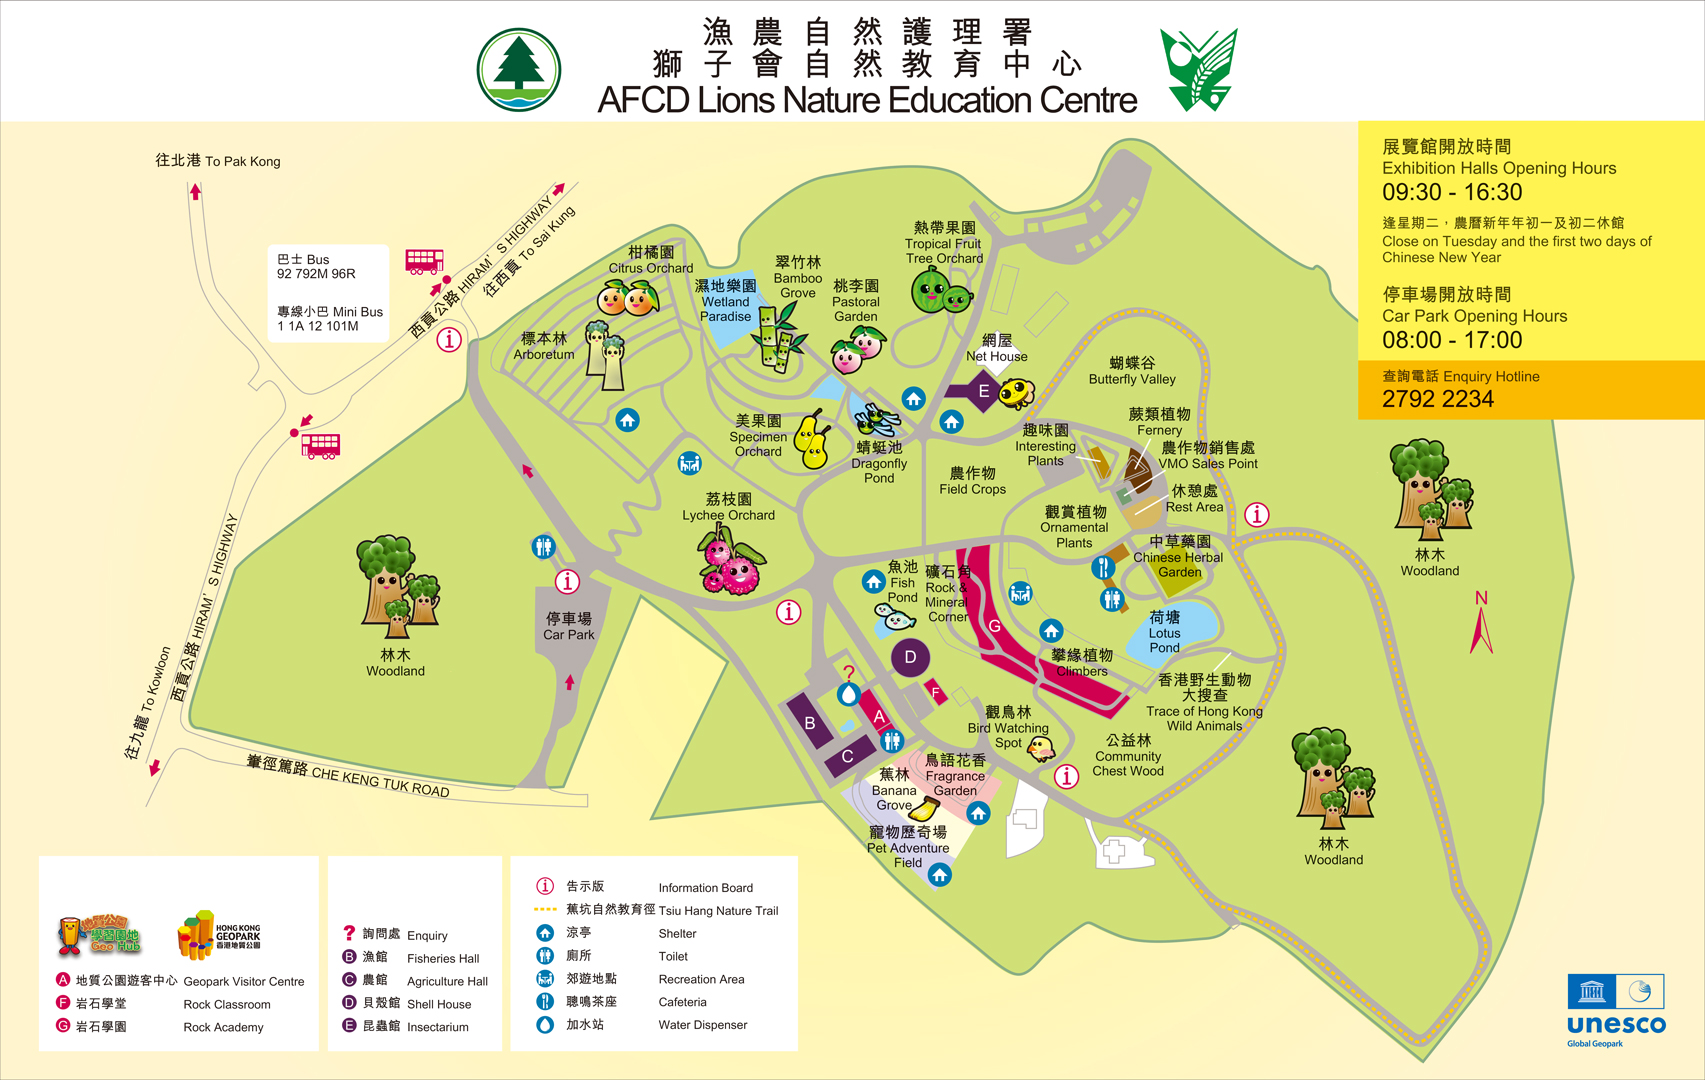 漁農自然護理署
獅子會自然教育中心
AFCD Lions Nature Education Centre
展覽館開放時間
Exhibition Halls Opening Hours
09:30 - 16:30
逢星期二，農曆新年年初一及初二休館
Close on Tuesday and the first two days of
Chinese New Year
停車場開放時間
Car Park Opening Hours
08:00 - 17:00
查詢電話 Enquiry Hotline
2792 2234
往北港 To Pak Kong
西貢公路 HIRAM'S HIGHWAY
往西貢 To Sai Kung
巴士 Bus
92 792M 96R
專線小巴 Mini Bus
1 1A 12 101M
柑橘園
Citrus Orchard
標本林
Arboretum
濕地樂園
Wetland
Paradise
翠竹林
Bamboo
Grove
桃李園
Pastoral
Garden
熱帶果園
Tropical Fruit
Tree Orchard
網屋
Net House
E
蝴蝶谷
Butterfly Valley
蕨類植物
Fernery
農作物銷售處
VMO Sales Point
休憩處
Rest Area
趣味園
Interesting
Plants
美果園
Specimen
Orchard
蜻蜓池
Dragonfly
Pond
農作物
Field Crops
觀賞植物
Ornamental
Plants
中草藥園
Chinese Herbal
Garden
荔枝園
Lychee Orchard
魚池
Fish
Pond
礦石角
Rock &
Mineral
Corner
G
荷塘
Lotus
Pond
攀緣植物
Climbers
香港野生動物
大搜查
Trace of Hong Kong
Wild Animals
林木
Woodland
林木
Woodland
林木
Woodland
N
停車場
Car Park
D
F
?
A
B
C
觀鳥林
Bird Watching
Spot
公益林
Community
Chest Wood
鳥語花香
Fragrance
Garden
蕉林
Banana
Grove
寵物歷奇場
Pet Adventure
Field
西貢公路 HIRAM'S HIGHWAY
往九龍 To Kowloon
輋徑篤路 CHE KENG TUK ROAD
地質公園
學習園地
Geo Hub
HONG KONG
GEOPARK
香港地質公園
A 地質公園遊客中心 Geopark Visitor Centre
F 岩石學堂 Rock Classroom
G 岩石學園 Rock Academy
? 詢問處 Enquiry
B 漁館 Fisheries Hall
C 農館 Agriculture Hall
D 貝殼館 Shell House
E 昆蟲館 Insectarium
i 告示版 Information Board
蕉坑自然教育徑 Tsiu Hang Nature Trail
涼亭 Shelter
廁所 Toilet
郊遊地點 Recreation Area
聰鳴茶座 Cafeteria
加水站 Water Dispenser
unesco
Global Geopark